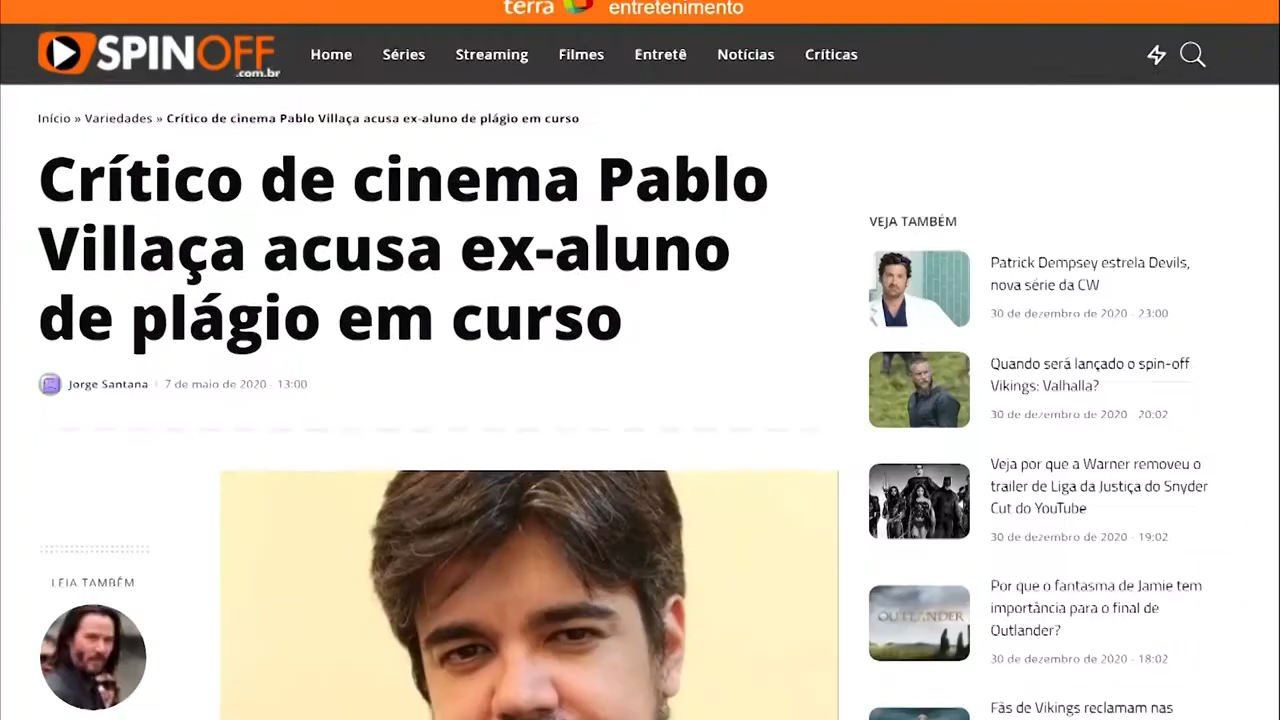 terra entretenimento
SPINOFF
.com.br
Home Séries Streaming Filmes Entretê Notícias Críticas
Início » Variedades » Crítico de cinema Pablo Villaça acusa ex-aluno de plágio em curso
Crítico de cinema Pablo
Villaça acusa ex-aluno
de plágio em curso
Jorge Santana 7 de maio de 2020 - 13:00
LEIA TAMBÉM
VEJA TAMBÉM
Patrick Dempsey estrela Devils,
nova série da CW
30 de dezembro de 2020 - 23:00
Quando será lançado o spin-off
Vikings: Valhalla?
30 de dezembro de 2020 - 20:02
Veja por que a Warner removeu o
trailer de Liga da Justiça do Snyder
Cut do YouTube
30 de dezembro de 2020 - 19:02
OUTLANDER
Por que o fantasma de Jamie tem
importância para o final de
Outlander?
30 de dezembro de 2020 - 18:02
Fãs de Vikings reclamam nas